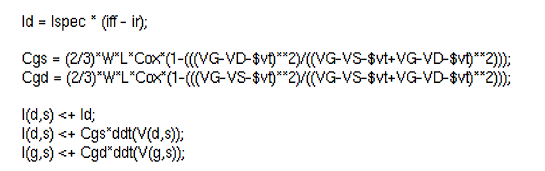 Id = Ispec * (iff - ir);
Cgs = (2/3)*W*L*Cox*(1-(((VG-VD-$vt)**2)/((VG-VS-$vt+VG-VD-$vt)**2)));
Cgd = (2/3)*W*L*Cox*(1-(((VG-VS-$vt)**2)/((VG-VS-$vt+VG-VD-$vt)**2)));
I(d,s) <+ Id;
I(d,s) <+ Cgs*ddt(V(d,s));
I(g,s) <+ Cgd*ddt(V(g,s));